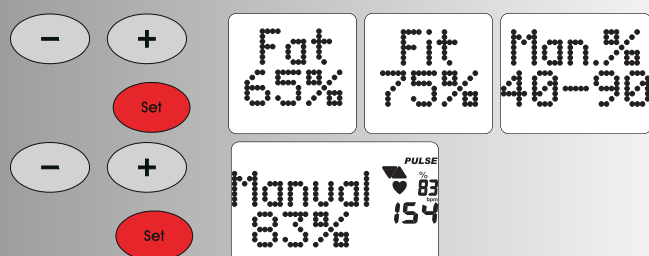 − +
Fat
65%
Fit
75%
Man.%
40-90
Set
− +
Manual
83%
PULSE
%
83
bpm
154
Set